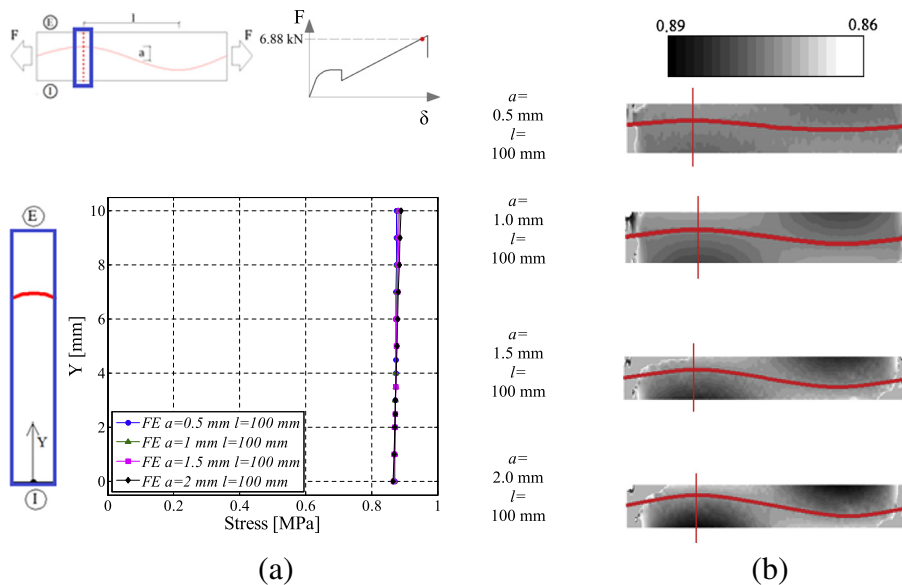 E
l
F
a
F
I
F
6.88 kN
δ
E
Y
I
Y [mm]
10
8
6
4
2
0
FE a=0.5 mm l=100 mm
FE a=1 mm l=100 mm
FE a=1.5 mm l=100 mm
FE a=2 mm l=100 mm
0 0.2 0.4 0.6 0.8 1
Stress [MPa]
(a)
0.89 0.86
a=
0.5 mm
l=
100 mm
a=
1.0 mm
l=
100 mm
a=
1.5 mm
l=
100 mm
a=
2.0 mm
l=
100 mm
(b)